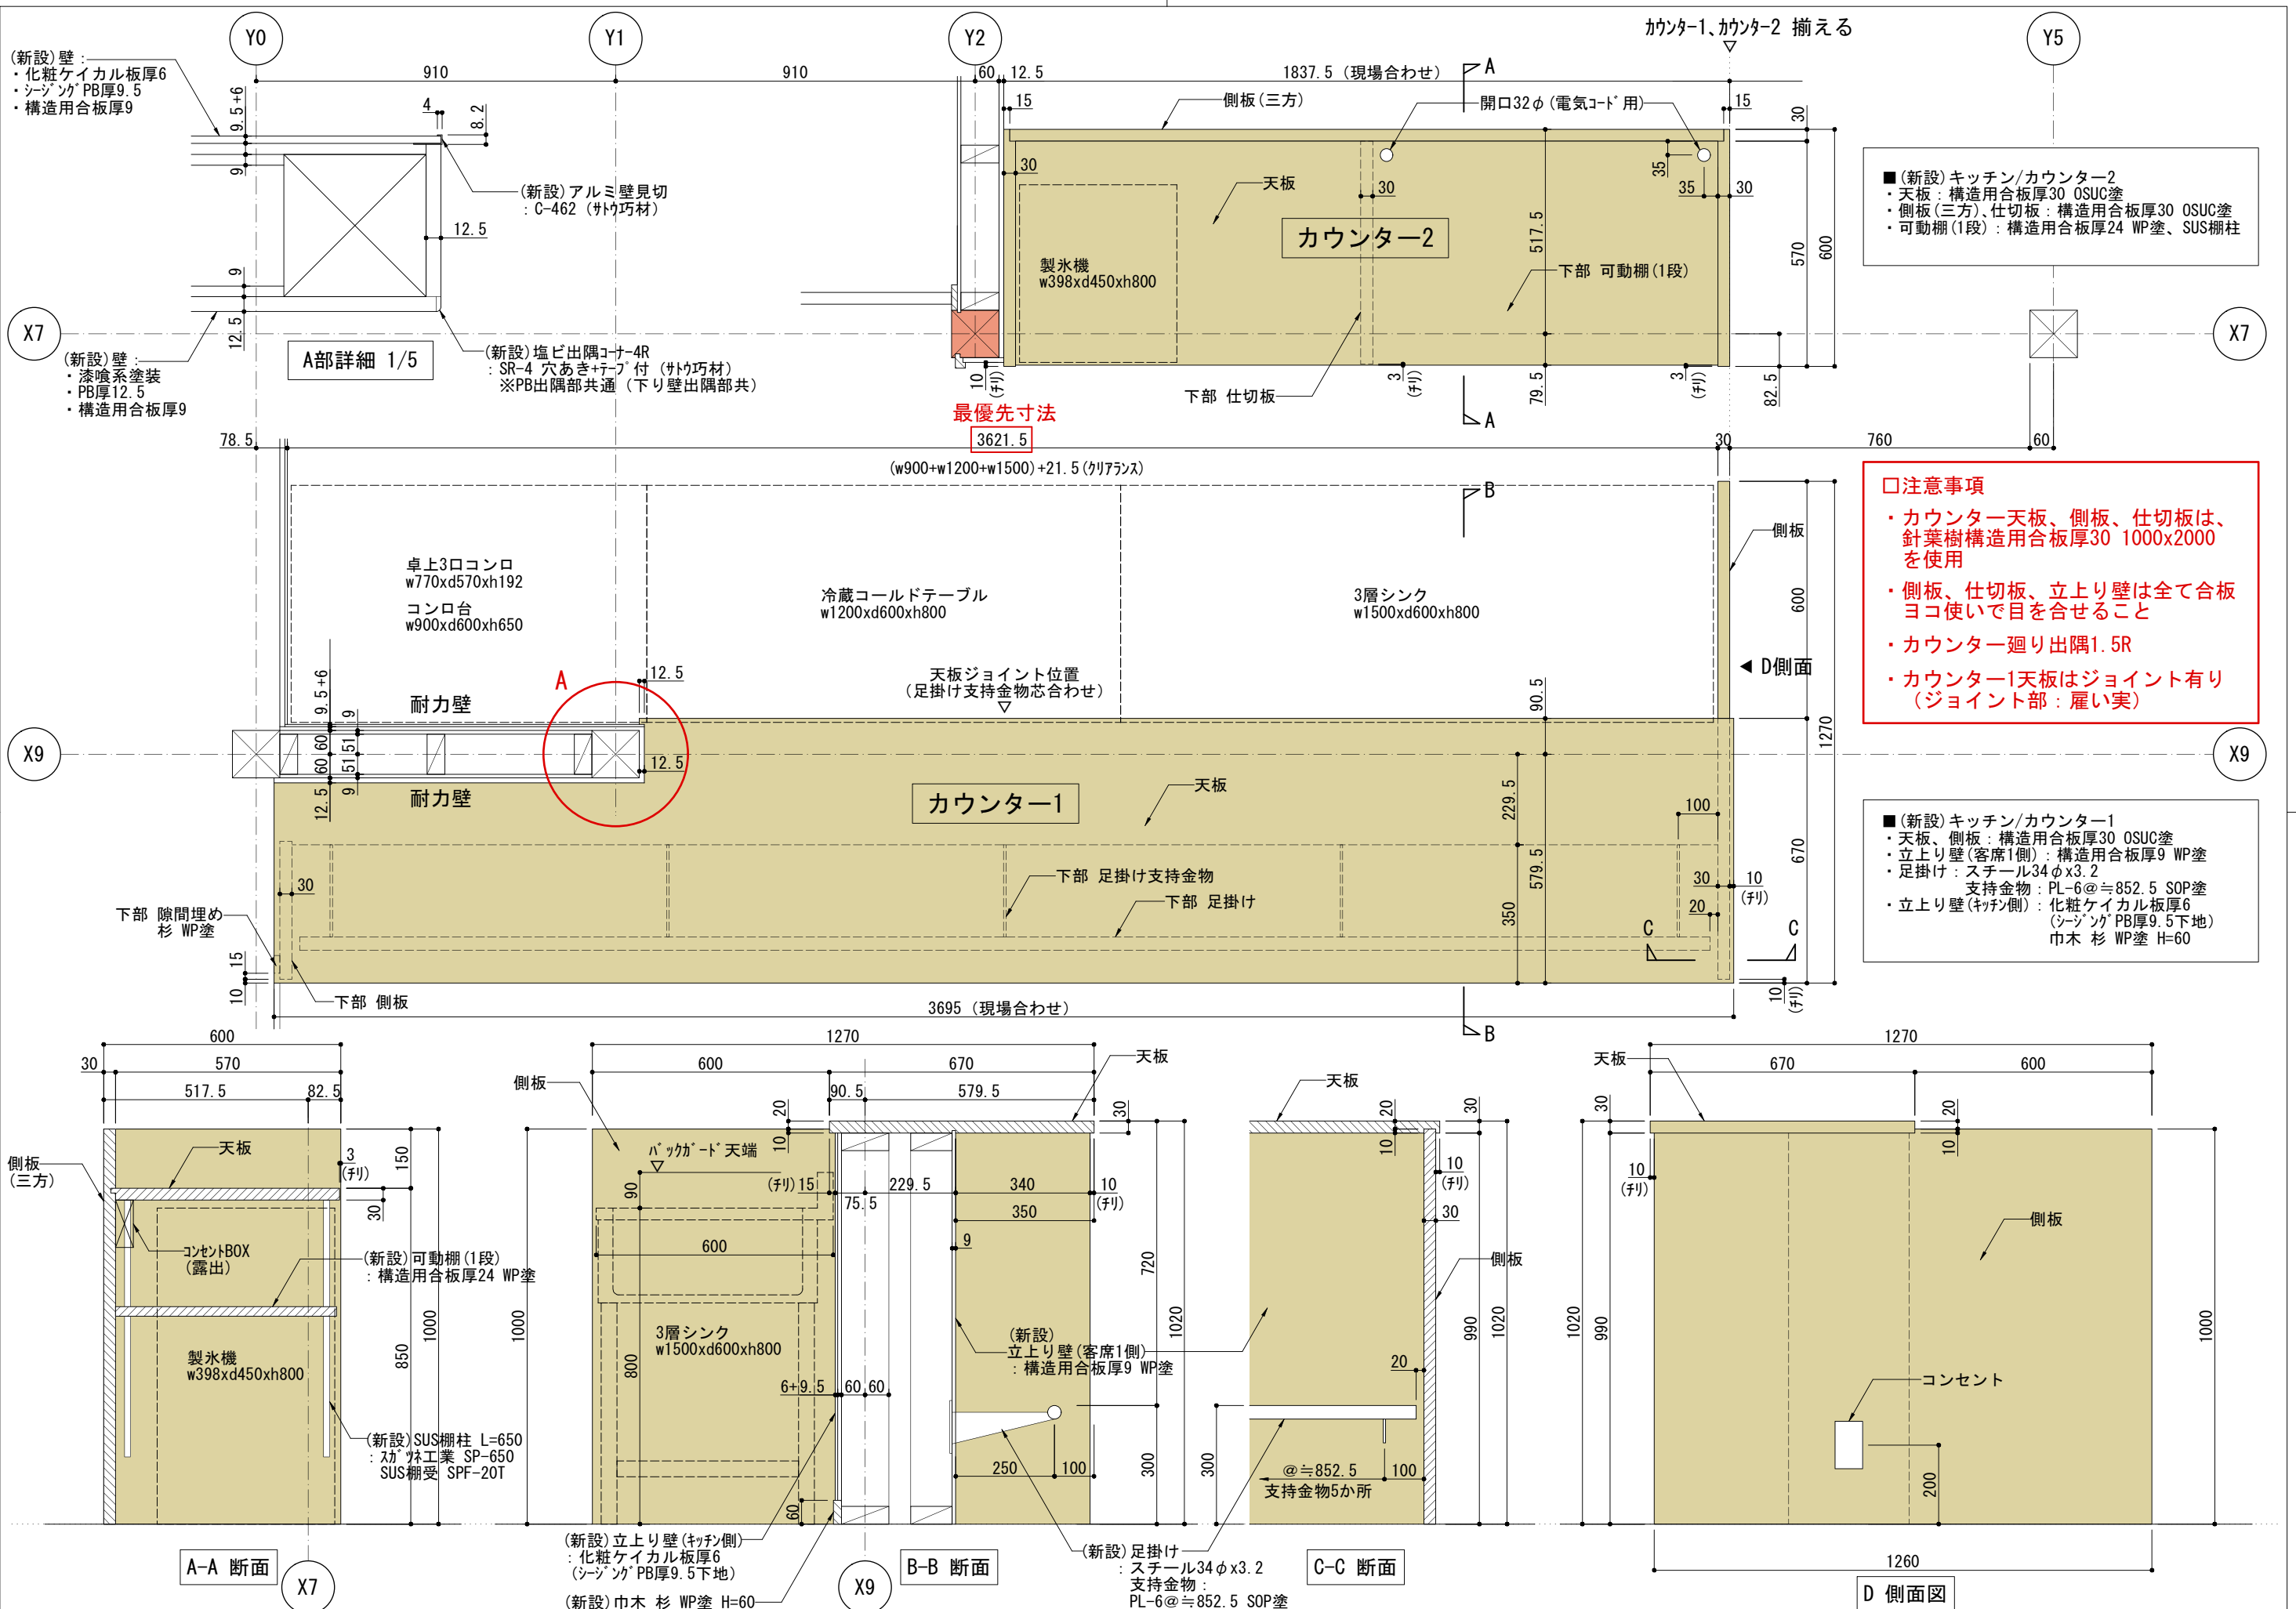 Y0
Y1
Y2
Y5
カウンター1、カウンター2 揃える
910
910
60
12.5
1837.5 (現場合わせ)
(新設)壁：
・化粧ケイカル板厚6
・シージングPB厚9.5
・構造用合板厚9
9.5+6
9
4
8.2
(新設)アルミ壁見切
：C-462 (サトウ巧材)
12.5
9
12.5
X7
(新設)壁：
・漆喰系塗装
・PB厚12.5
・構造用合板厚9
A部詳細 1/5
(新設)塩ビ出隅コーナー4R
：SR-4 穴あき+テープ付 (サトウ巧材)
※PB出隅部共通 (下り壁出隅部共)
15
側板(三方)
A
開口32φ(電気コード用)
15
30
30
天板
30
35
35
30
カウンター2
517.5
570
600
製氷機
w398xd450xh800
下部 可動棚(1段)
10
(チリ)
下部 仕切板
3
(チリ)
A
79.5
3
(チリ)
82.5
X7
■(新設)キッチン/カウンター2
・天板：構造用合板厚30 OSUC塗
・側板(三方)、仕切板：構造用合板厚30 OSUC塗
・可動棚(1段)：構造用合板厚24 WP塗、SUS棚柱
最優先寸法
78.5
3621.5
30
760
60
(w900+w1200+w1500)+21.5(クリアランス)
B
□注意事項
・カウンター天板、側板、仕切板は、
針葉樹構造用合板厚30 1000x2000
を使用
・側板、仕切板、立上り壁は全て合板
ヨコ使いで目を合せること
・カウンター廻り出隅1.5R
・カウンター1天板はジョイント有り
(ジョイント部：雇い実)
卓上3口コンロ
w770xd570xh192
コンロ台
w900xd600xh650
冷蔵コールドテーブル
w1200xd600xh800
3層シンク
w1500xd600xh800
側板
600
D側面
1270
A
12.5
天板ジョイント位置
(足掛け支持金物芯合わせ)
90.5
9.5+6
9
耐力壁
X9
60 60
51 51
12.5
9
耐力壁
12.5
X9
カウンター1
天板
229.5
100
579.5
670
30
下部 足掛け支持金物
下部 足掛け
350
30
10
(チリ)
20
C
C
下部 隙間埋め
杉 WP塗
15
10
下部 側板
10
(チリ)
3695 (現場合わせ)
B
■(新設)キッチン/カウンター1
・天板、側板：構造用合板厚30 OSUC塗
・立上り壁(客席1側)：構造用合板厚9 WP塗
・足掛け：スチール34φx3.2
支持金物：PL-6@≒852.5 SOP塗
・立上り壁(キッチン側)：化粧ケイカル板厚6
(シージングPB厚9.5下地)
巾木 杉 WP塗 H=60
600
30
570
517.5
82.5
天板
側板
(三方)
3
(チリ)
150
30
コンセントBOX
(露出)
(新設)可動棚(1段)
：構造用合板厚24 WP塗
850
1000
製氷機
w398xd450xh800
(新設)SUS棚柱 L=650
：スガツネ工業 SP-650
SUS棚受 SPF-20T
A-A 断面
X7
1270
600
670
天板
側板
90.5
579.5
20
10
30
バックガード天端
90
(チリ)15
229.5
340
10
(チリ)
75.5
350
600
9
720
1000
1020
3層シンク
w1500xd600xh800
800
(新設)
立上り壁(客席1側)
：構造用合板厚9 WP塗
6+9.5
60 60
250
100
300
60
(新設)立上り壁(キッチン側)
：化粧ケイカル板厚6
(シージングPB厚9.5下地)
(新設)巾木 杉 WP塗 H=60
X9
B-B 断面
(新設)足掛け
：スチール34φx3.2
支持金物：
PL-6@≒852.5 SOP塗
天板
20
10
30
10
(チリ)
30
側板
990
1020
20
300
@≒852.5
100
支持金物5か所
C-C 断面
1270
天板
670
600
30
20
10
10
(チリ)
側板
1020
990
1000
コンセント
200
1260
D 側面図